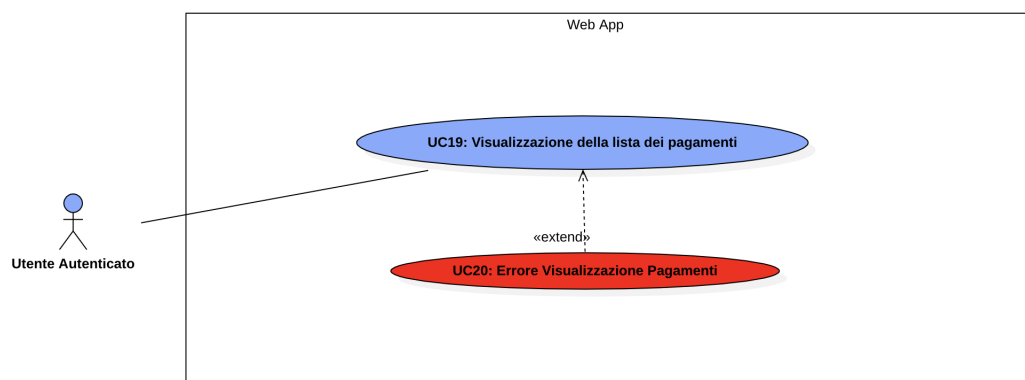 Web App
UC19: Visualizzazione della lista dei pagamenti
Utente Autenticato
«extend»
UC20: Errore Visualizzazione Pagamenti